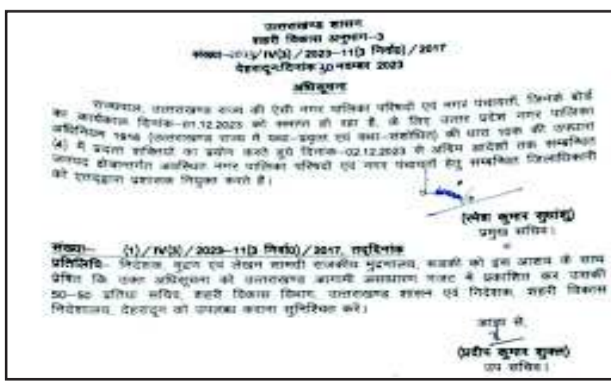 उत्तराखण्ड शासन
शहरी विकास अनुभाग-3
संख्या- /IV(3)/2023-11(3 निर्वा0)/2017
देहरादून:दिनांक 30 नवम्बर 2023
अधिसूचना
राज्यपाल, उत्तराखण्ड राज्य की ऐसी नगर पालिका परिषदों एवं नगर पंचायतों, जिनके बोर्ड
का कार्यकाल दिनांक-01.12.2023 को समाप्त हो रहा है, के लिए उत्तर प्रदेश नगर पालिका
अधिनियम 1916 (उत्तराखण्ड राज्य में यथा-प्रवृत्त एवं यथा-संशोधित) की धारा 10क की उपधारा
(4) में प्रदत्त शक्तियों का प्रयोग करते हुये दिनांक-02.12.2023 से अग्रिम आदेशों तक सम्बन्धित
जनपद क्षेत्रान्तर्गत अवस्थित नगर पालिका परिषदों एवं नगर पंचायतों हेतु सम्बन्धित जिलाधिकारी
को एतद्द्वारा प्रशासक नियुक्त करते हैं।
(रमेश कुमार सुधांशु)
प्रमुख सचिव।
संख्या- (1)/IV(3)/2023-11(3 निर्वा0)/2017, तद्दिनांक
प्रतिलिपि- निदेशक, मुद्रण एवं लेखन सामग्री राजकीय मुद्रणालय, रूड़की को इस आशय के साथ
प्रेषित कि उक्त अधिसूचना को उत्तराखण्ड आगामी असाधारण गजट में प्रकाशित कर उसकी
50-50 प्रतियां सचिव, शहरी विकास विभाग, उत्तराखण्ड शासन एवं निदेशक, शहरी विकास
निदेशालय, देहरादून को उपलब्ध कराना सुनिश्चित करें।
आज्ञा से,
(प्रदीप कुमार शुक्ल)
उप सचिव।